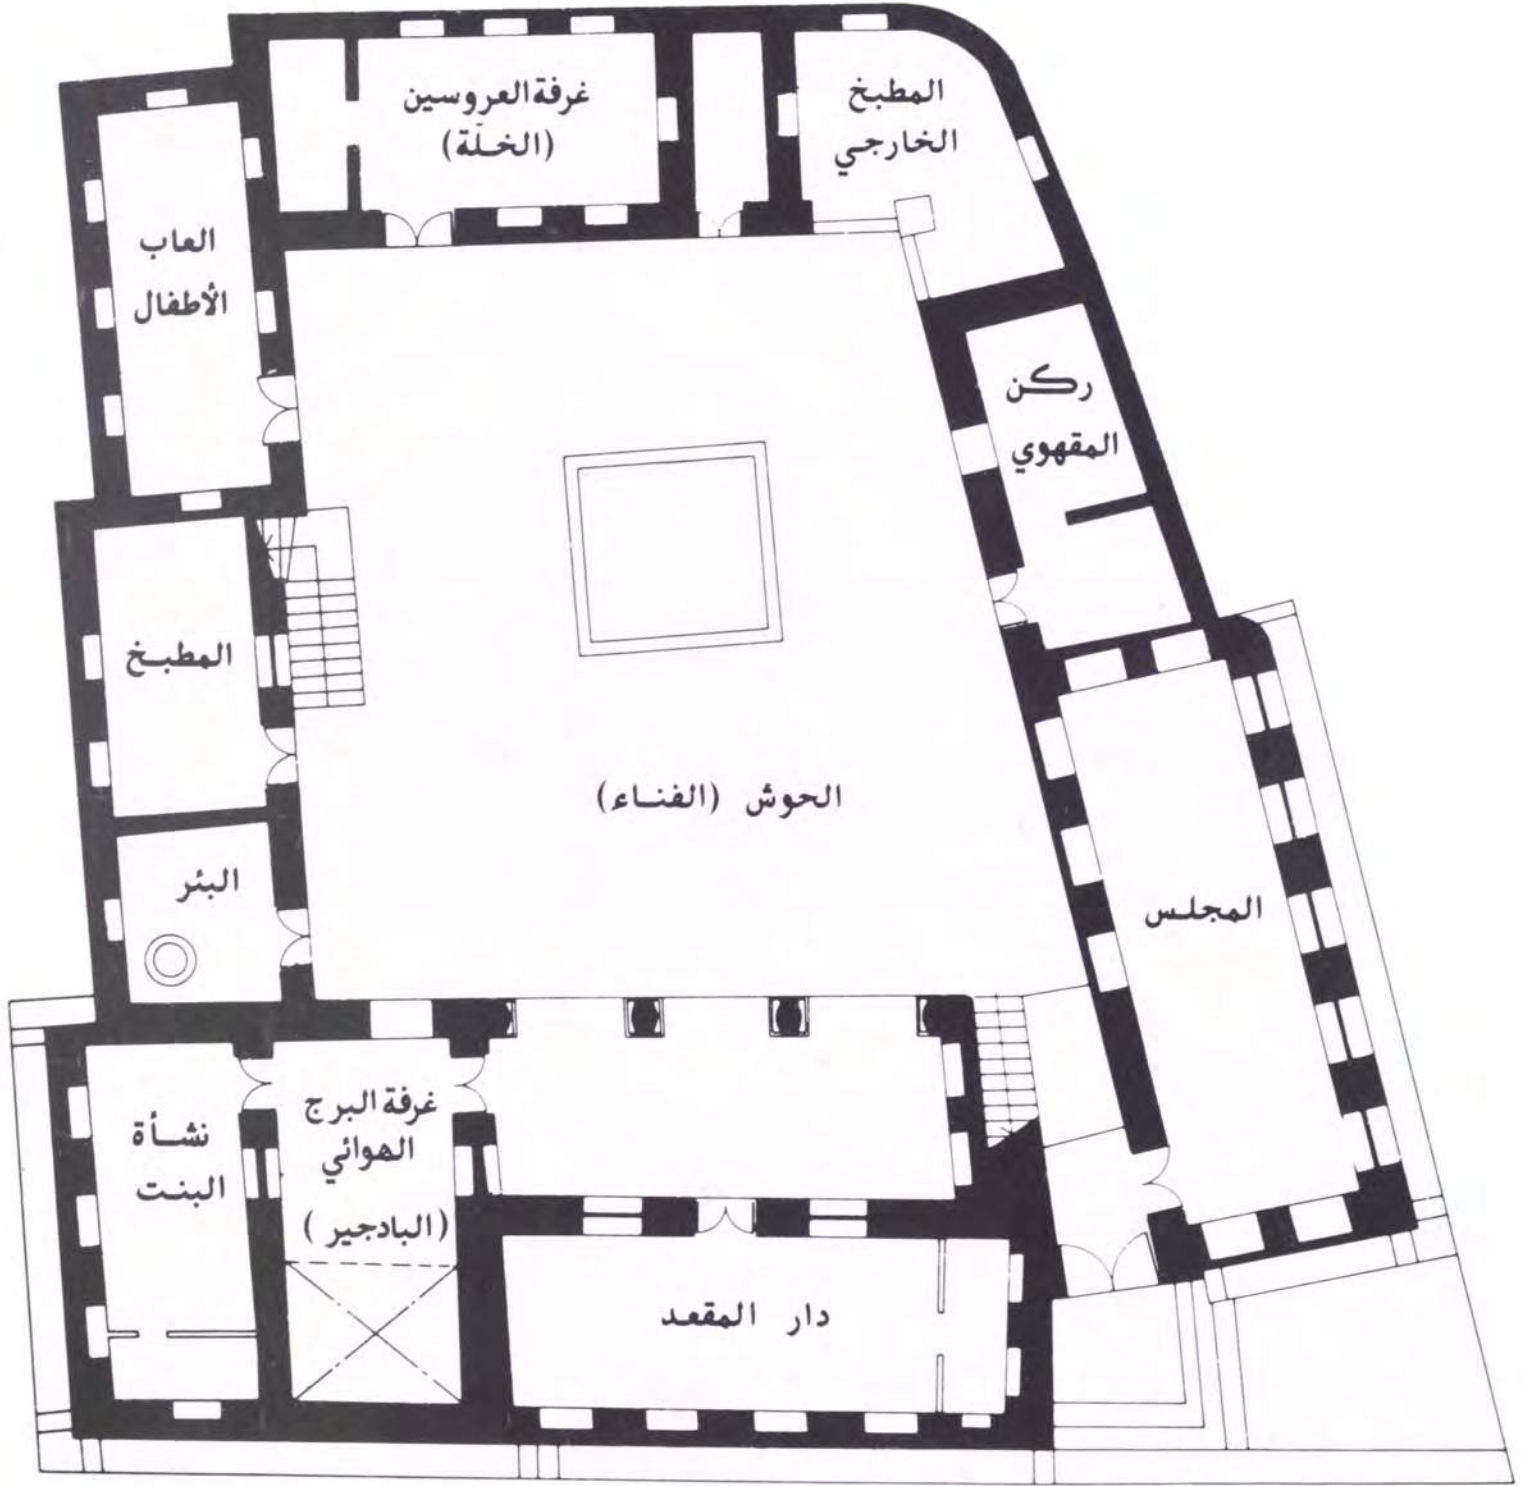 غرفة العروسين
(الخلّة)
المطبخ
الخارجي
العاب
الأطفال
ركن
المقهوي
المطبخ
الحوش (الفناء)
البئر
المجلس
غرفة البرج
الهوائي
(البادجير)
نشأة
البنت
دار المقعد